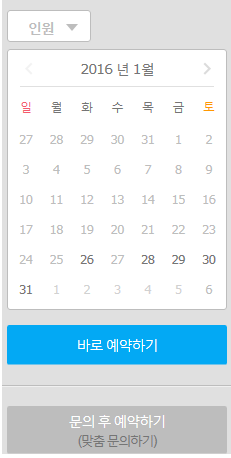 인원
2016 년 1월
일 월 화 수 목 금 토
27 28 29 30 31 1 2
3 4 5 6 7 8 9
10 11 12 13 14 15 16
17 18 19 20 21 22 23
24 25 26 27 28 29 30
31 1 2 3 4 5 6
바로 예약하기
문의 후 예약하기
(맞춤 문의하기)